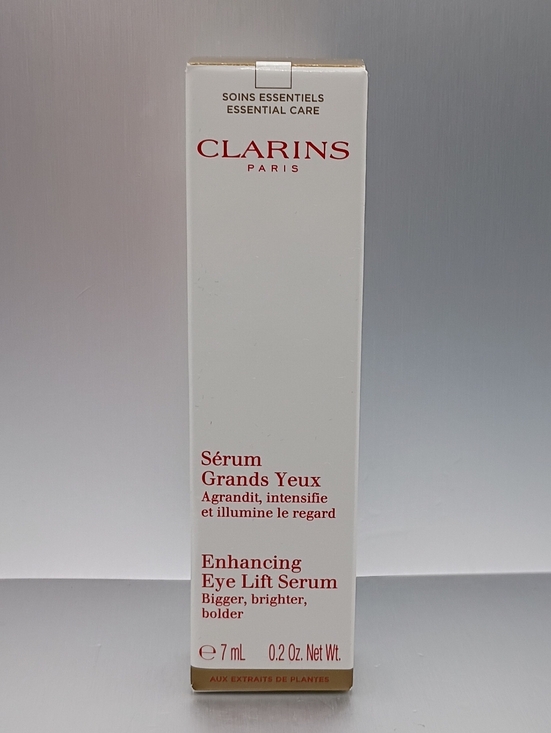 SOINS ESSENTIELS
ESSENTIAL CARE
CLARINS
PARIS
Sérum
Grands Yeux
Agrandit, intensifie
et illumine le regard
Enhancing
Eye Lift Serum
Bigger, brighter,
bolder
℮ 7 mL 0.2 Oz. Net Wt.
AUX EXTRAITS DE PLANTES